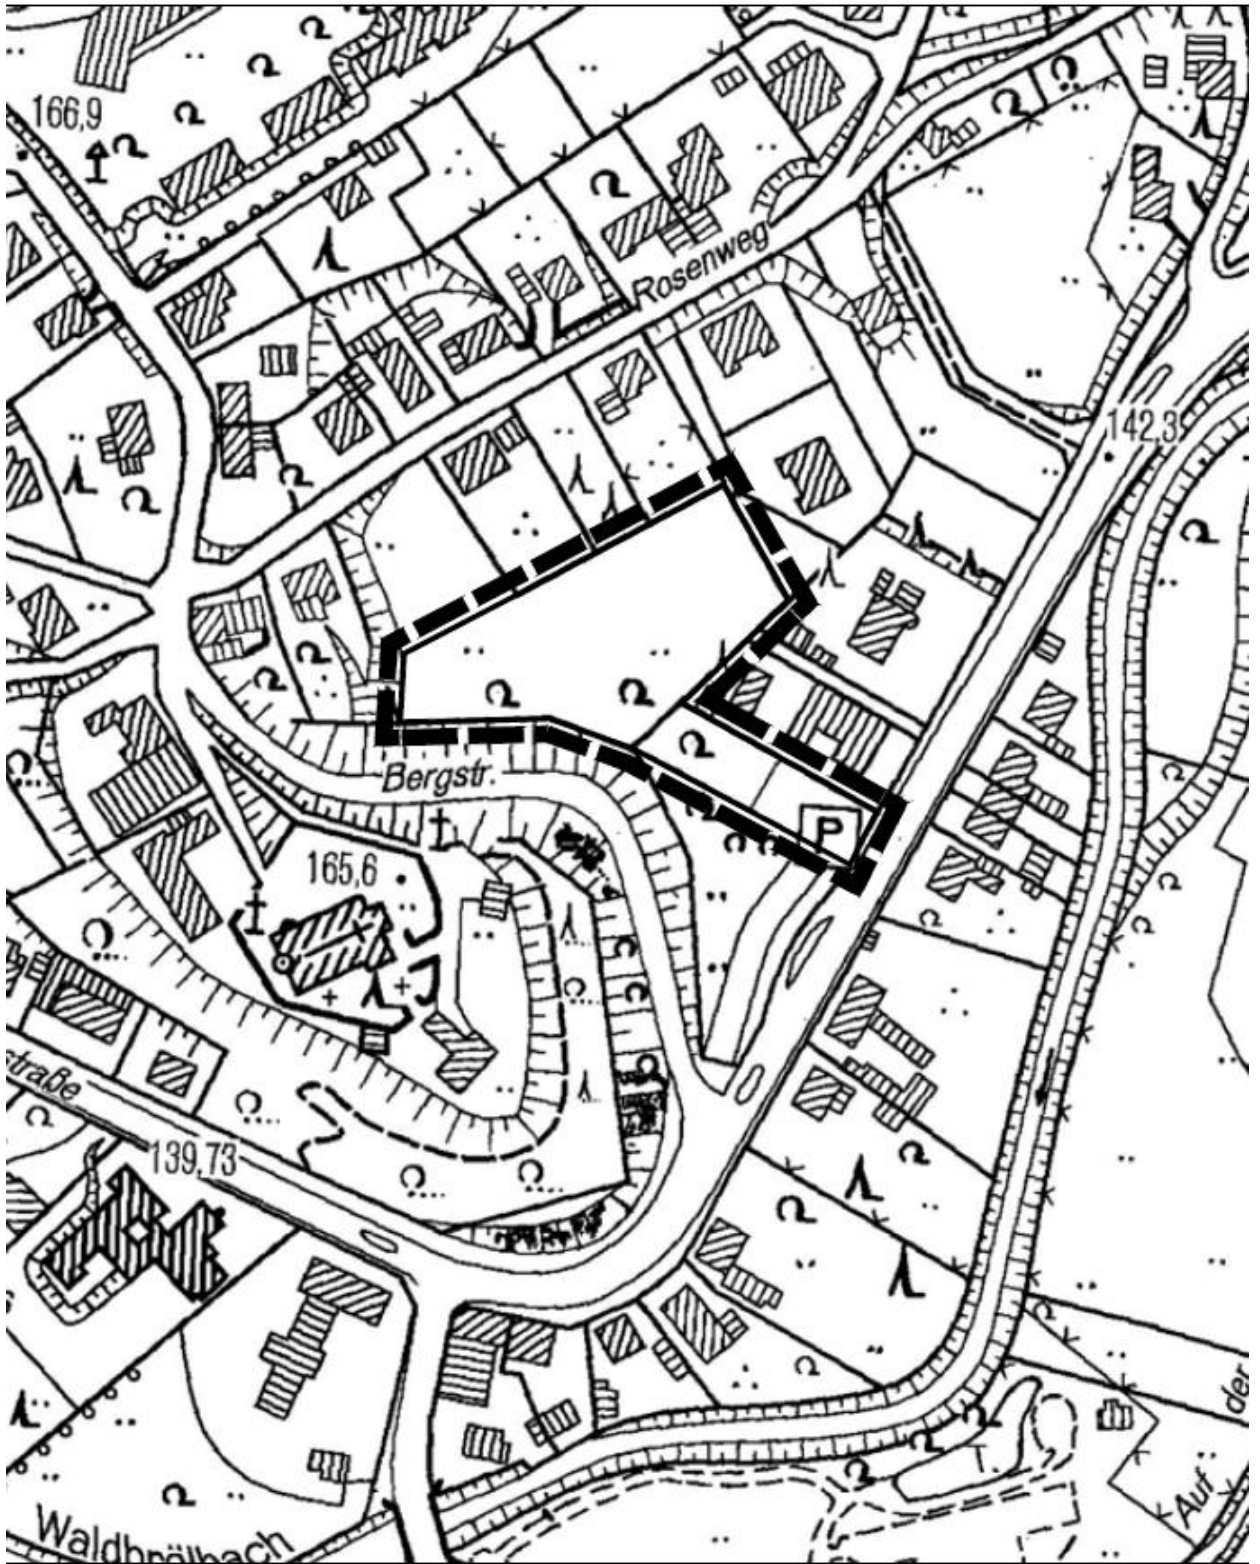 166,9
Rosenweg
142,3
Bergstr.
P
165,6
straße
139,73
der
Auf
Waldbrölbach